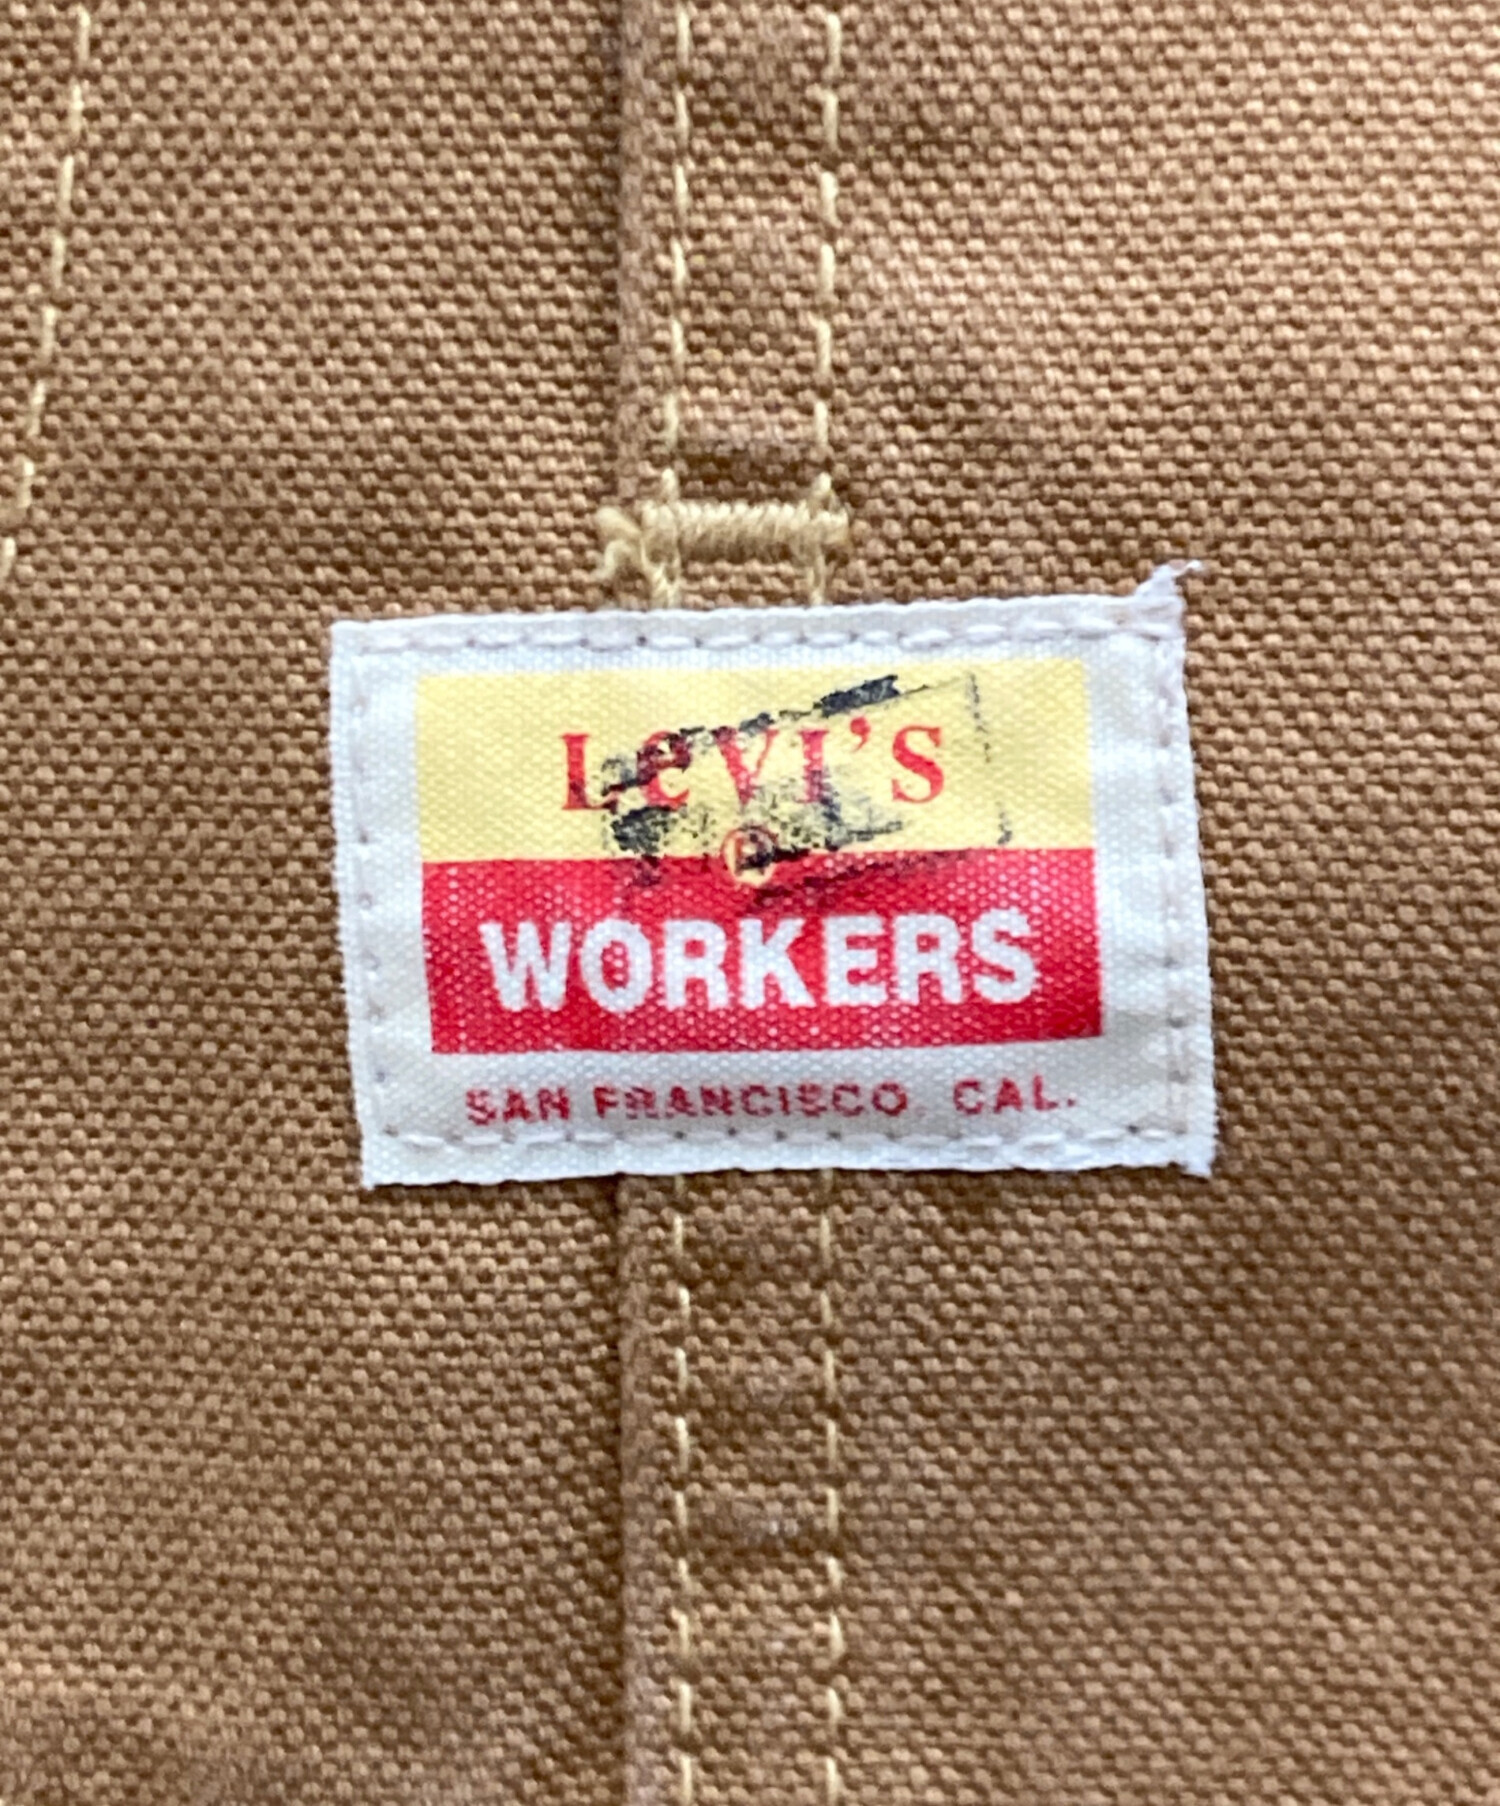 LeVI'S
®
WORKERS
SAN FRANCISCO, CAL.